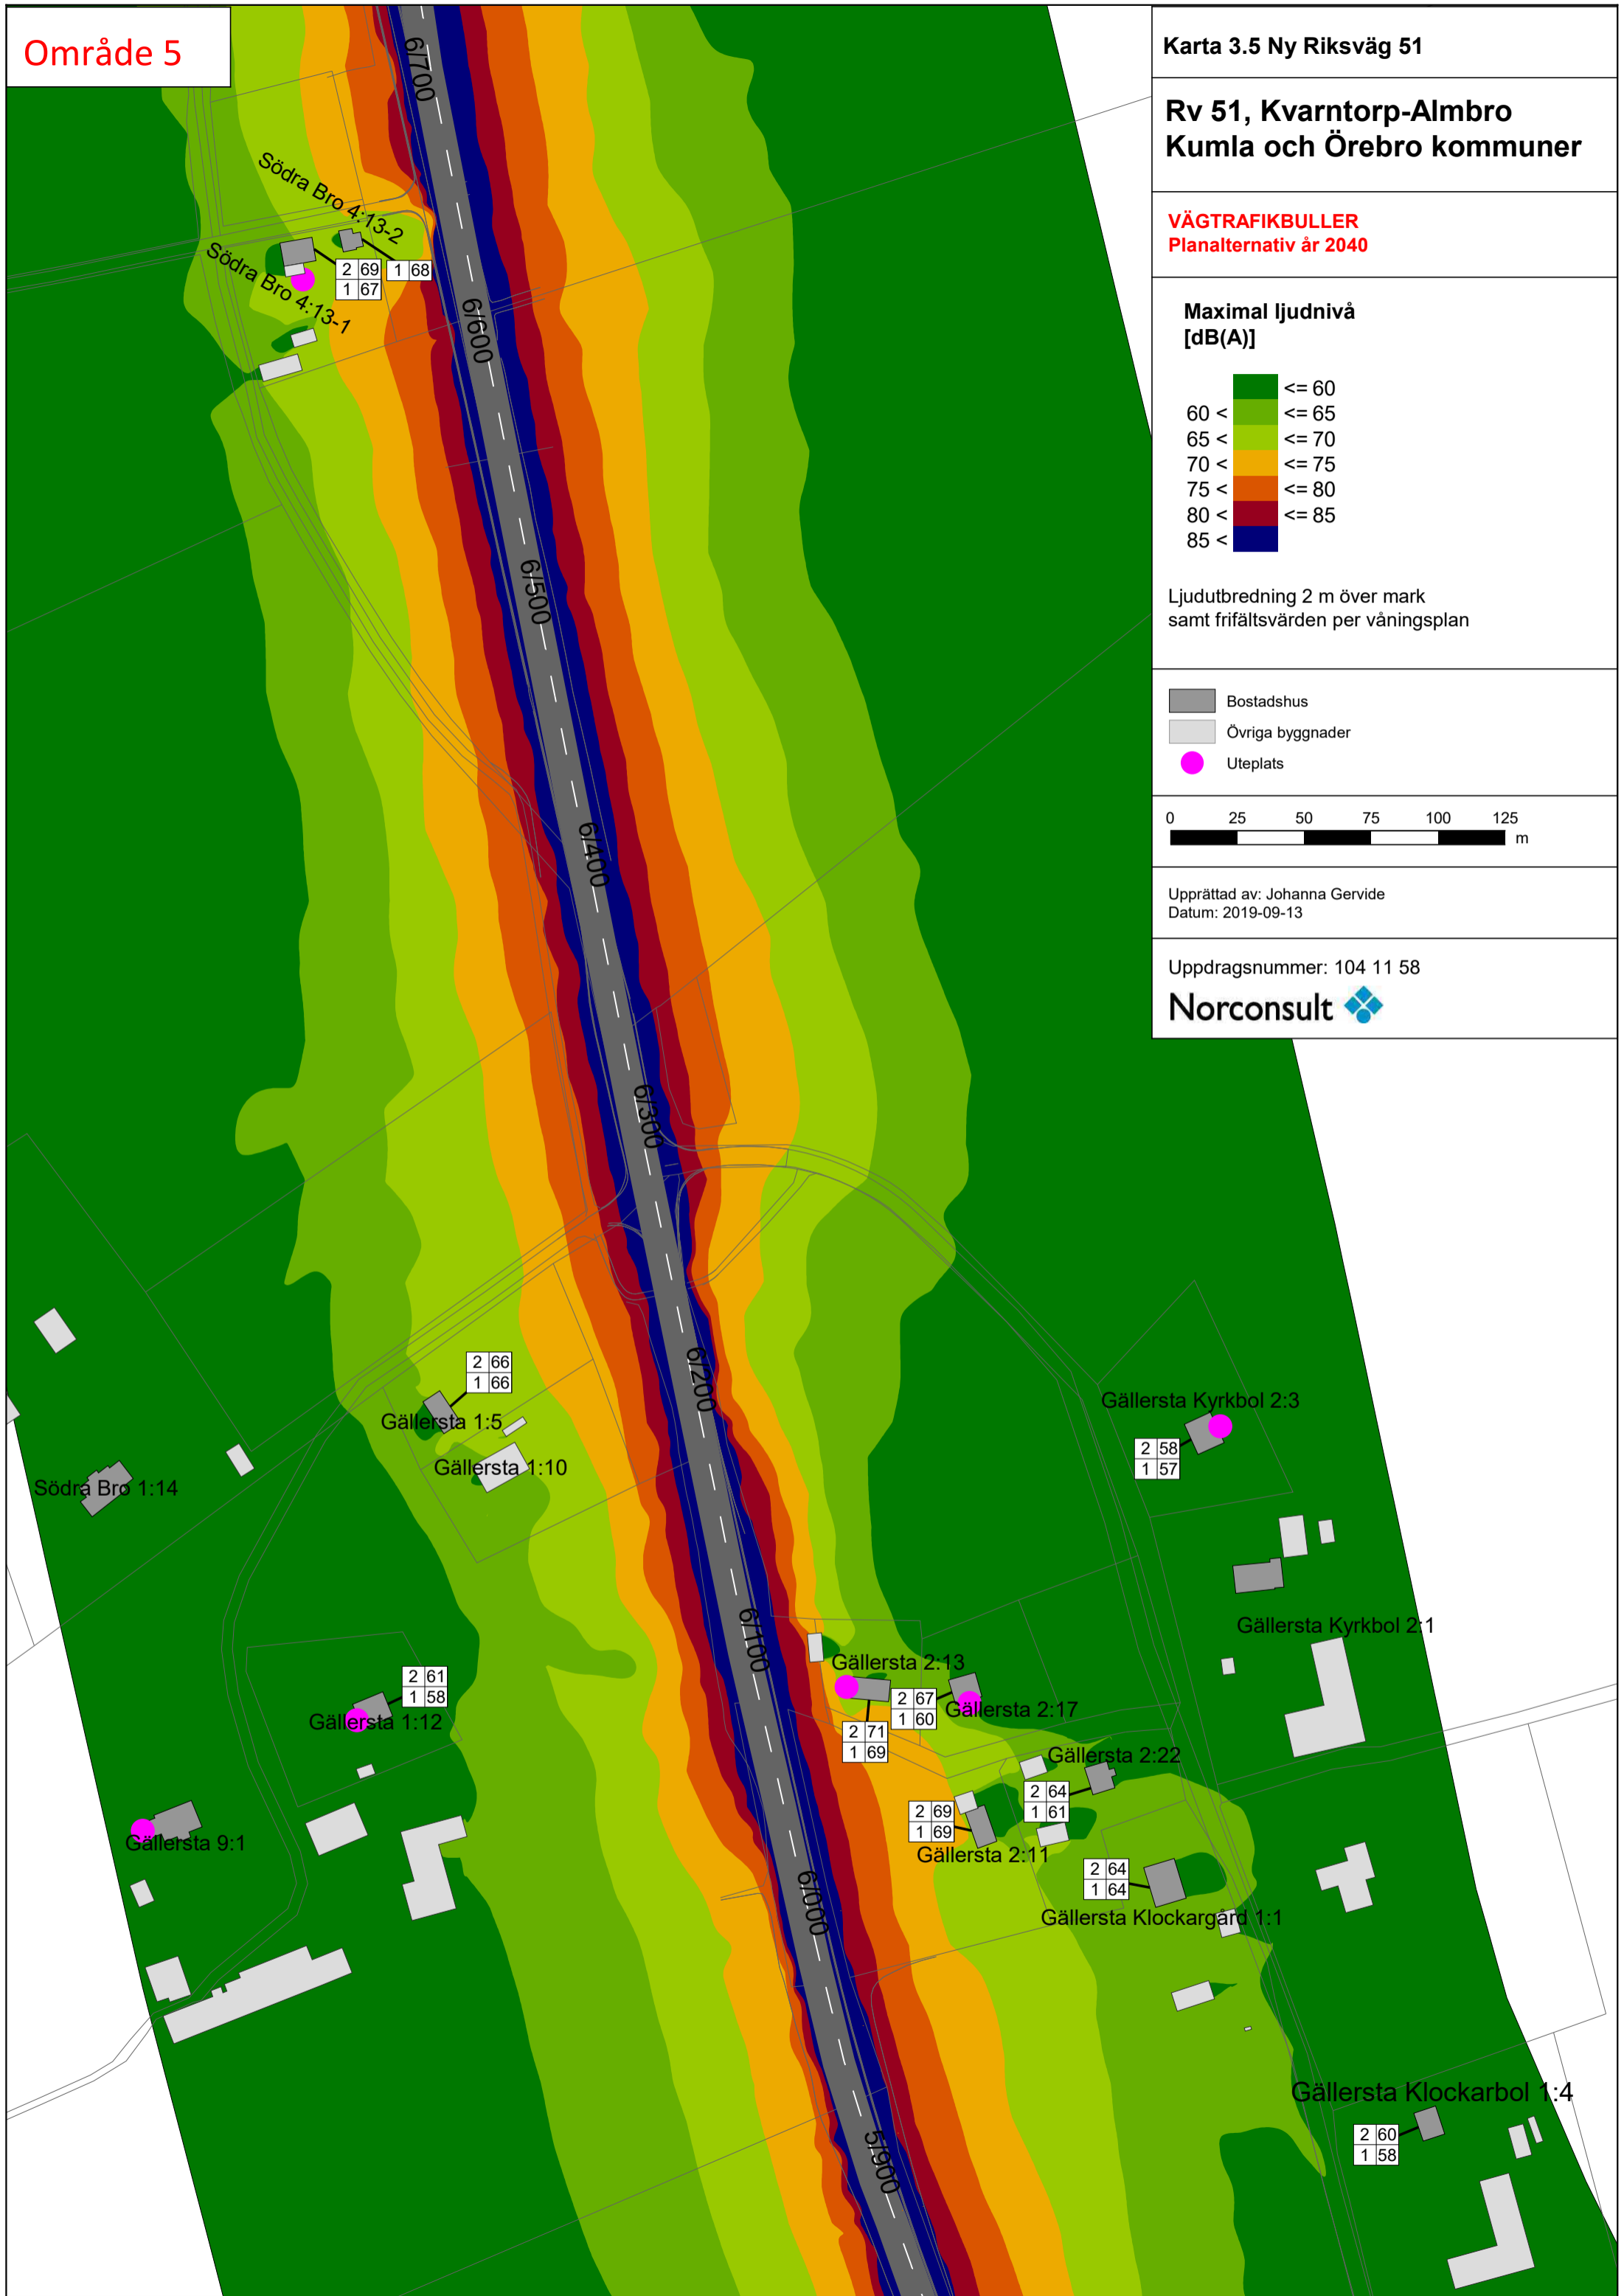 Område 5
Karta 3.5 Ny Riksväg 51
Rv 51, Kvarntorp-Almbro
Kumla och Örebro kommuner
VÄGTRAFIKBULLER
Planalternativ år 2040
Maximal ljudnivå
[dB(A)]
<= 60
60 < <= 65
65 < <= 70
70 < <= 75
75 < <= 80
80 < <= 85
85 <
Ljudutbredning 2 m över mark
samt frifältsvärden per våningsplan
Bostadshus
Övriga byggnader
Uteplats
0 25 50 75 100 125
m
Upprättad av: Johanna Gervide
Datum: 2019-09-13
Uppdragsnummer: 104 11 58
Norconsult
6/700
Södra Bro 4:13-2
Södra Bro 4:13-1
2 69
1 67
1 68
6/600
6/500
6/400
6/300
6/200
2 66
1 66
Gällersta 1:5
Gällersta 1:10
Södra Bro 1:14
Gällersta Kyrkbol 2:3
2 58
1 57
Gällersta Kyrkbol 2:1
6/100
2 61
1 58
Gällersta 1:12
Gällersta 2:13
2 67
1 60
Gällersta 2:17
2 71
1 69
Gällersta 2:22
2 64
1 61
2 69
1 69
Gällersta 2:11
Gällersta 9:1
2 64
1 64
Gällersta Klockargård 1:1
6/000
Gällersta Klockarbol 1:4
2 60
1 58
5/900